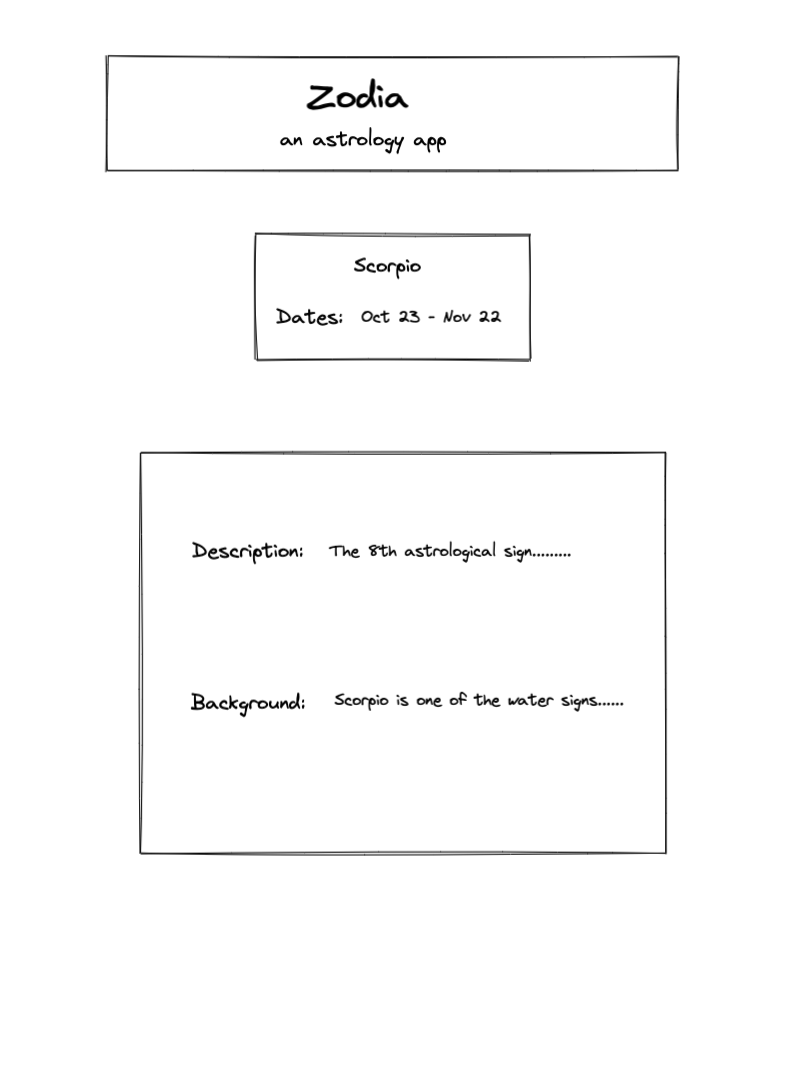 Zodia
an astrology app
Scorpio
Dates: Oct 23 - Nov 22
Description: The 8th astrological sign.........
Background: Scorpio is one of the water signs......